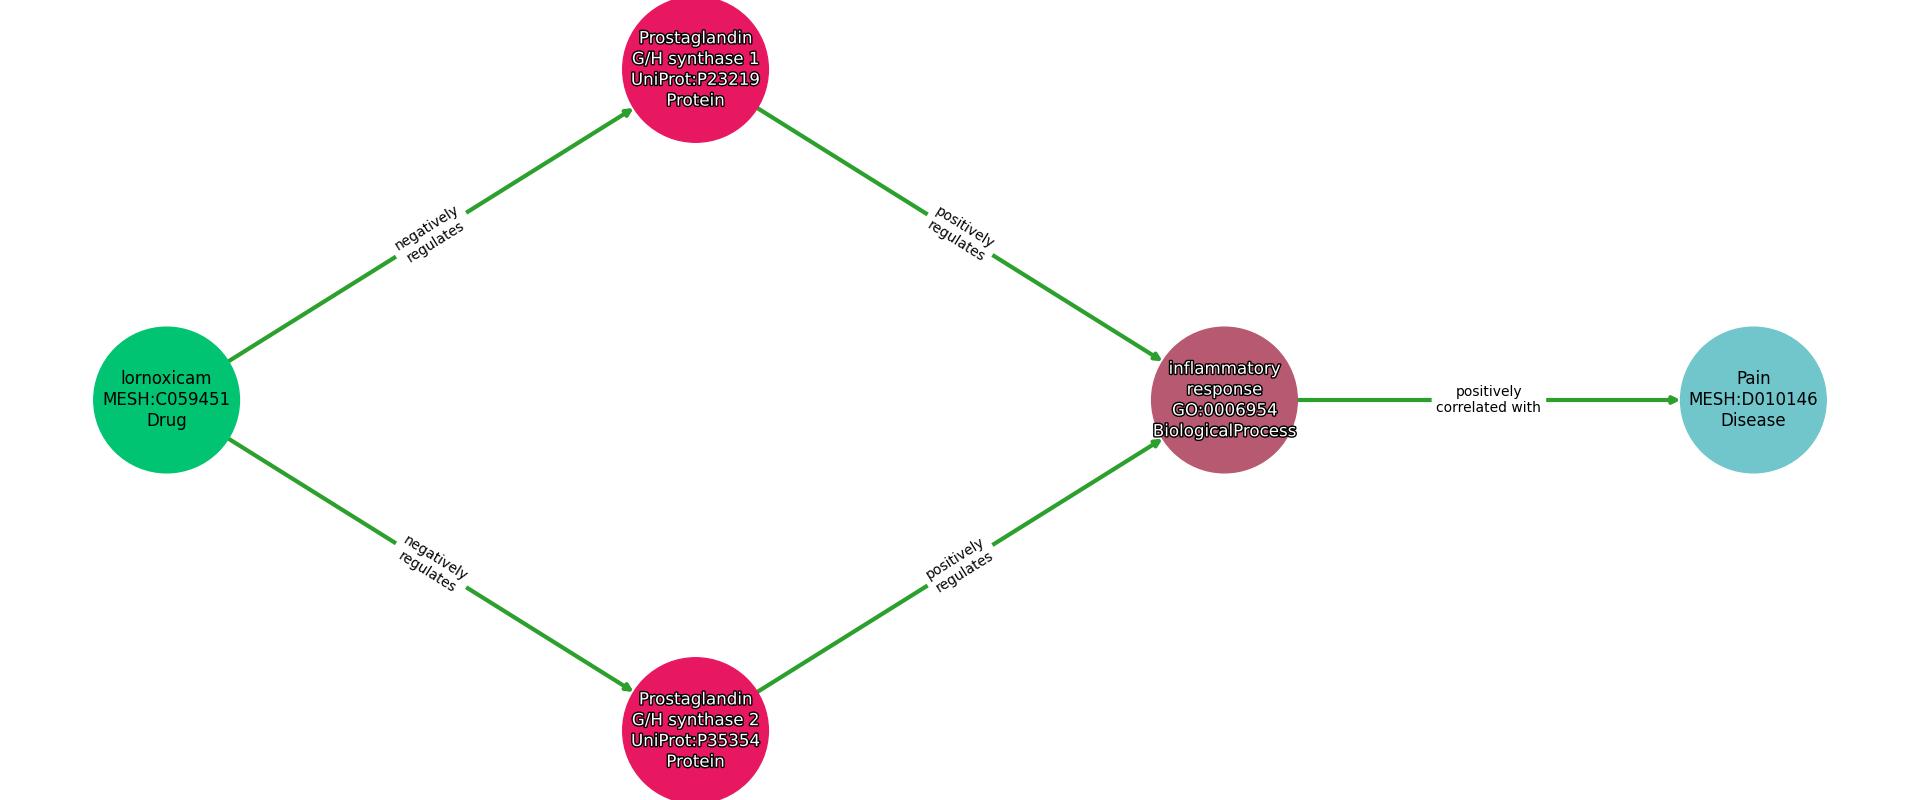 Prostaglandin
G/H synthase 1
UniProt:P23219
Protein
negatively
regulates
positively
regulates
lornoxicam
MESH:C059451
Drug
inflammatory
response
GO:0006954
BiologicalProcess
positively
correlated with
Pain
MESH:D010146
Disease
negatively
regulates
positively
regulates
Prostaglandin
G/H synthase 2
UniProt:P35354
Protein